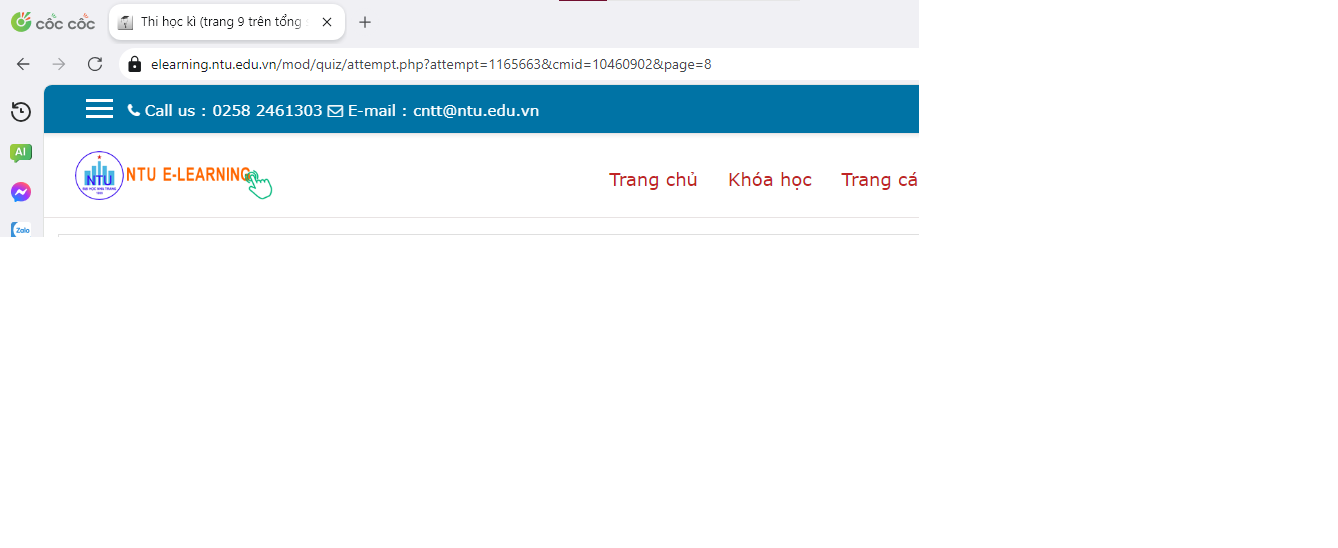 cốc cốc
Thi học kì (trang 9 trên tổng
elearning.ntu.edu.vn/mod/quiz/attempt.php?attempt=1165663&cmid=10460902&page=8
Call us : 0258 2461303 E-mail : cntt@ntu.edu.vn
AI
NTU
NTU E-LEARNING
Trang chủ Khóa học Trang cá
Zalo